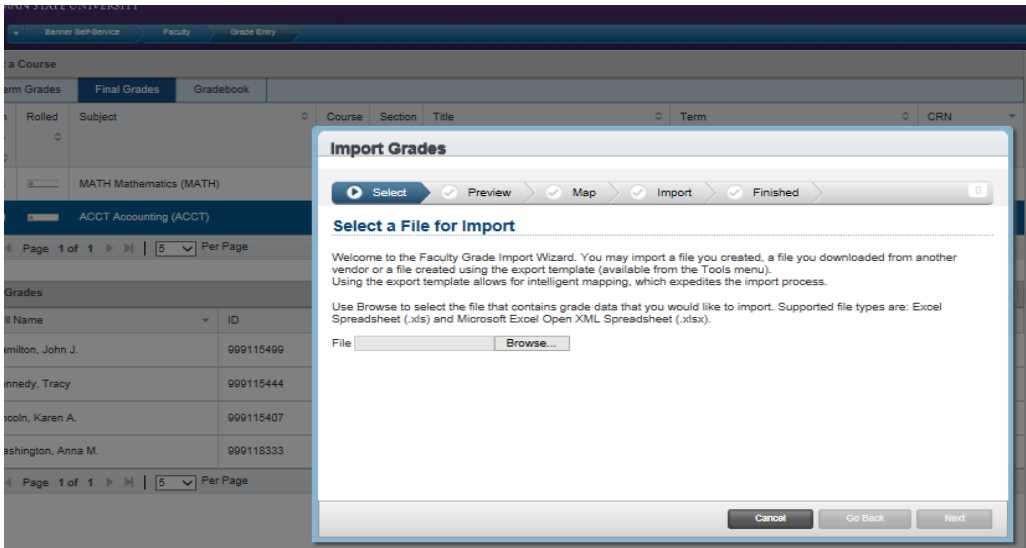 STATE UNIVERSITY
Banner Self-Service Faculty Grade Entry
a Course
Grades Final Grades Gradebook
Rolled Subject Course Section Title Term CRN
MATH Mathematics (MATH)
ACCT Accounting (ACCT)
Page 1 of 1 5 Per Page
Grades
Name ID
John J. 999115499
Tracy 999115444
Karen A. 999115407
Anna M. 999118333
Page 1 of 1 5 Per Page
Import Grades
Select Preview Map Import Finished 0
Select a File for Import
Welcome to the Faculty Grade Import Wizard. You may import a file you created, a file you downloaded from another
vendor or a file created using the export template (available from the Tools menu).
Using the export template allows for intelligent mapping, which expedites the import process.
Use Browse to select the file that contains grade data that you would like to import. Supported file types are: Excel
Spreadsheet (.xls) and Microsoft Excel Open XML Spreadsheet (.xlsx).
File Browse...
Cancel Go Back Next